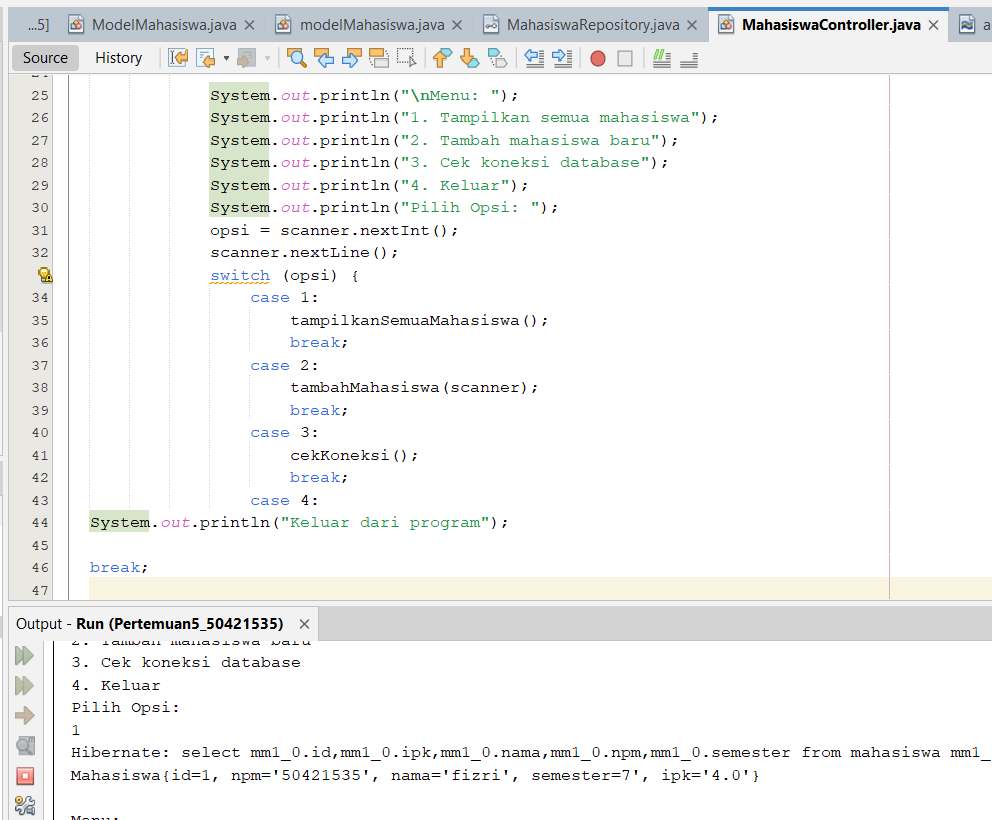 ...5] ModelMahasiswa.java modelMahasiswa.java MahasiswaRepository.java MahasiswaController.java a
Source History
25 System.out.println("\nMenu: ");
26 System.out.println("1. Tampilkan semua mahasiswa");
27 System.out.println("2. Tambah mahasiswa baru");
28 System.out.println("3. Cek koneksi database");
29 System.out.println("4. Keluar");
30 System.out.println("Pilih Opsi: ");
31 opsi = scanner.nextInt();
32 scanner.nextLine();
switch (opsi) {
34 case 1:
35 tampilkanSemuaMahasiswa();
36 break;
37 case 2:
38 tambahMahasiswa(scanner);
39 break;
40 case 3:
41 cekKoneksi();
42 break;
43 case 4:
44 System.out.println("Keluar dari program");
45
46 break;
47
Output - Run (Pertemuan5_50421535)
2. Tambah mahasiswa baru
3. Cek koneksi database
4. Keluar
Pilih Opsi:
1
Hibernate: select mm1_0.id,mm1_0.ipk,mm1_0.nama,mm1_0.npm,mm1_0.semester from mahasiswa mm1_
Mahasiswa{id=1, npm='50421535', nama='fizri', semester=7', ipk='4.0'}
Menu: